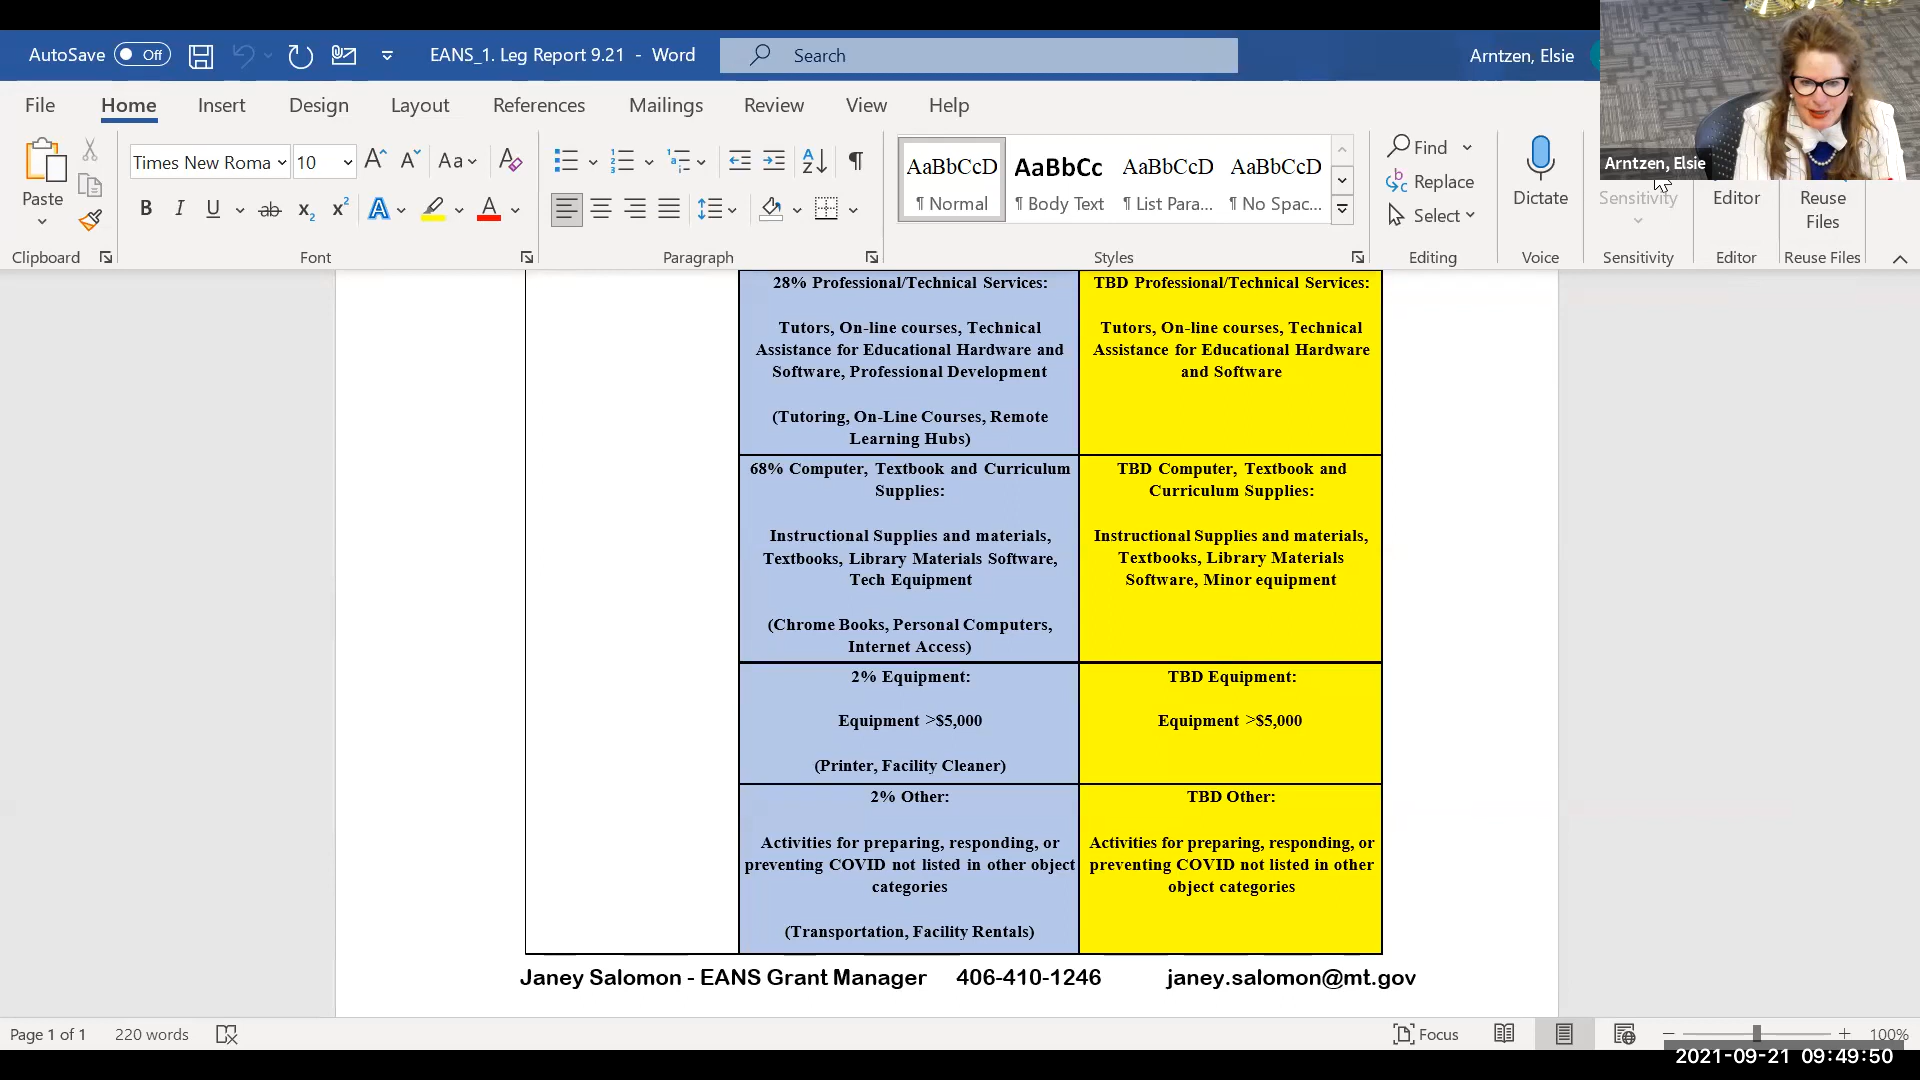 AutoSave Off EANS_1. Leg Report 9.21 - Word Search Arntzen, Elsie
File Home Insert Design Layout References Mailings Review View Help
Arntzen, Elsie
Paste
Times New Roma 10
Aa
AaBbCcD AaBbCc AaBbCcD AaBbCcD
¶ Normal ¶ Body Text ¶ List Para... ¶ No Spac...
Find
Replace
Select
Dictate Sensitivity Editor Reuse
Files
Clipboard Font Paragraph Styles Editing Voice Sensitivity Editor Reuse Files
28% Professional/Technical Services:
Tutors, On-line courses, Technical
Assistance for Educational Hardware and
Software, Professional Development
(Tutoring, On-Line Courses, Remote
Learning Hubs)
TBD Professional/Technical Services:
Tutors, On-line courses, Technical
Assistance for Educational Hardware
and Software
68% Computer, Textbook and Curriculum
Supplies:
Instructional Supplies and materials,
Textbooks, Library Materials Software,
Tech Equipment
(Chrome Books, Personal Computers,
Internet Access)
TBD Computer, Textbook and
Curriculum Supplies:
Instructional Supplies and materials,
Textbooks, Library Materials
Software, Minor equipment
2% Equipment:
Equipment >$5,000
(Printer, Facility Cleaner)
TBD Equipment:
Equipment >$5,000
2% Other:
Activities for preparing, responding, or
preventing COVID not listed in other object
categories
(Transportation, Facility Rentals)
TBD Other:
Activities for preparing, responding, or
preventing COVID not listed in other
object categories
Janey Salomon - EANS Grant Manager 406-410-1246 janey.salomon@mt.gov
Page 1 of 1 220 words Focus 100%
2021-09-21 09:49:50